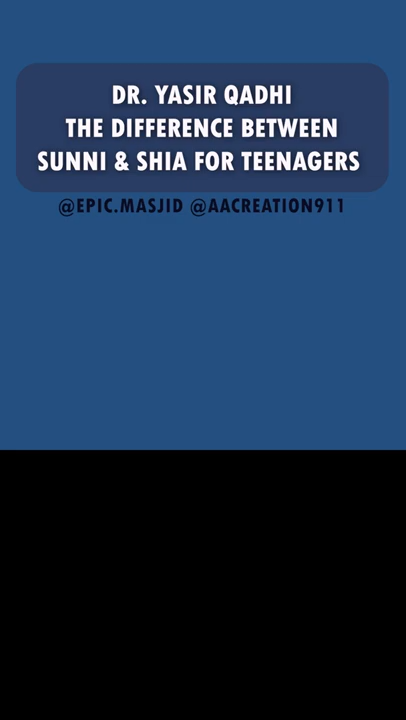 DR. YASIR QADHI
THE DIFFERENCE BETWEEN
SUNNI & SHIA FOR TEENAGERS
@EPIC.MASJID @AACREATION911